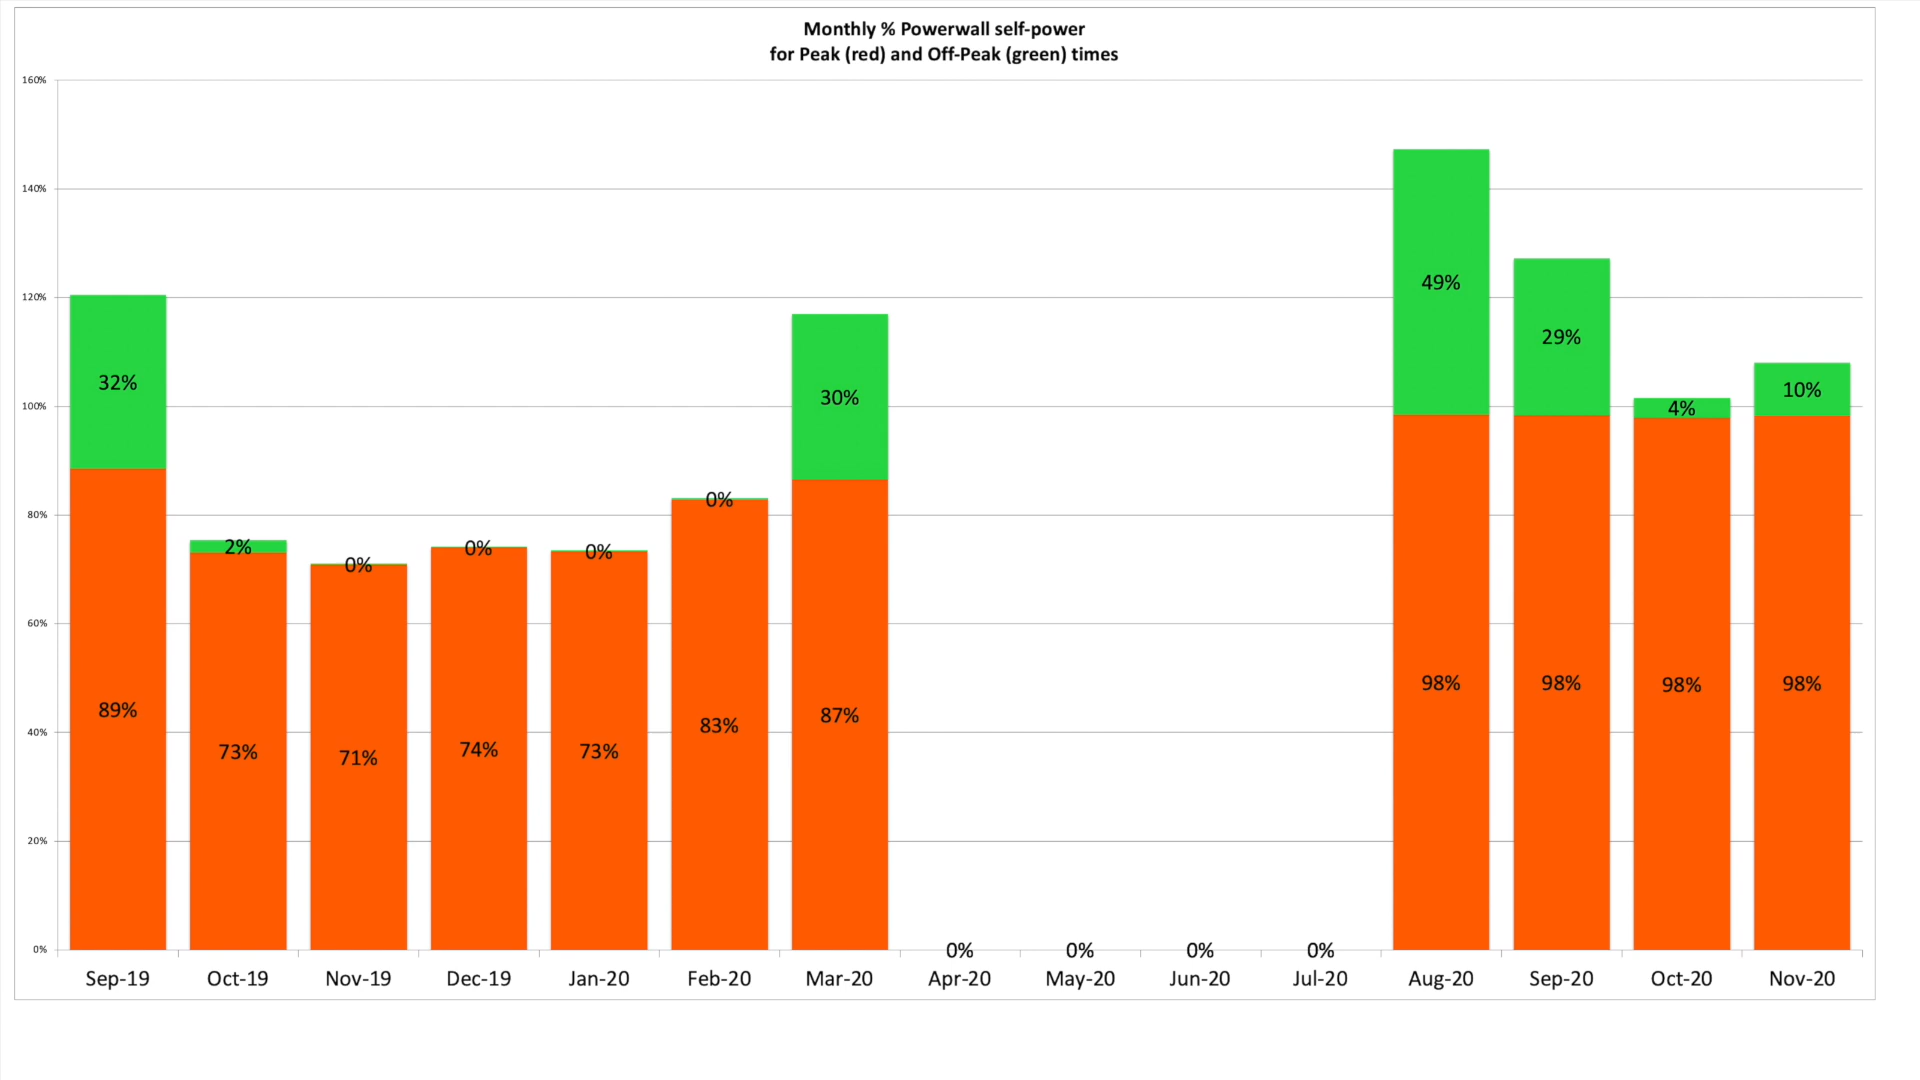 Monthly % Powerwall self-power
for Peak (red) and Off-Peak (green) times
160%
140%
120%
100%
80%
60%
40%
20%
0%
32%
2%
0%
0%
0%
0%
30%
49%
29%
4%
10%
89%
73%
71%
74%
73%
83%
87%
0%
0%
0%
0%
98%
98%
98%
98%
Sep-19
Oct-19
Nov-19
Dec-19
Jan-20
Feb-20
Mar-20
Apr-20
May-20
Jun-20
Jul-20
Aug-20
Sep-20
Oct-20
Nov-20